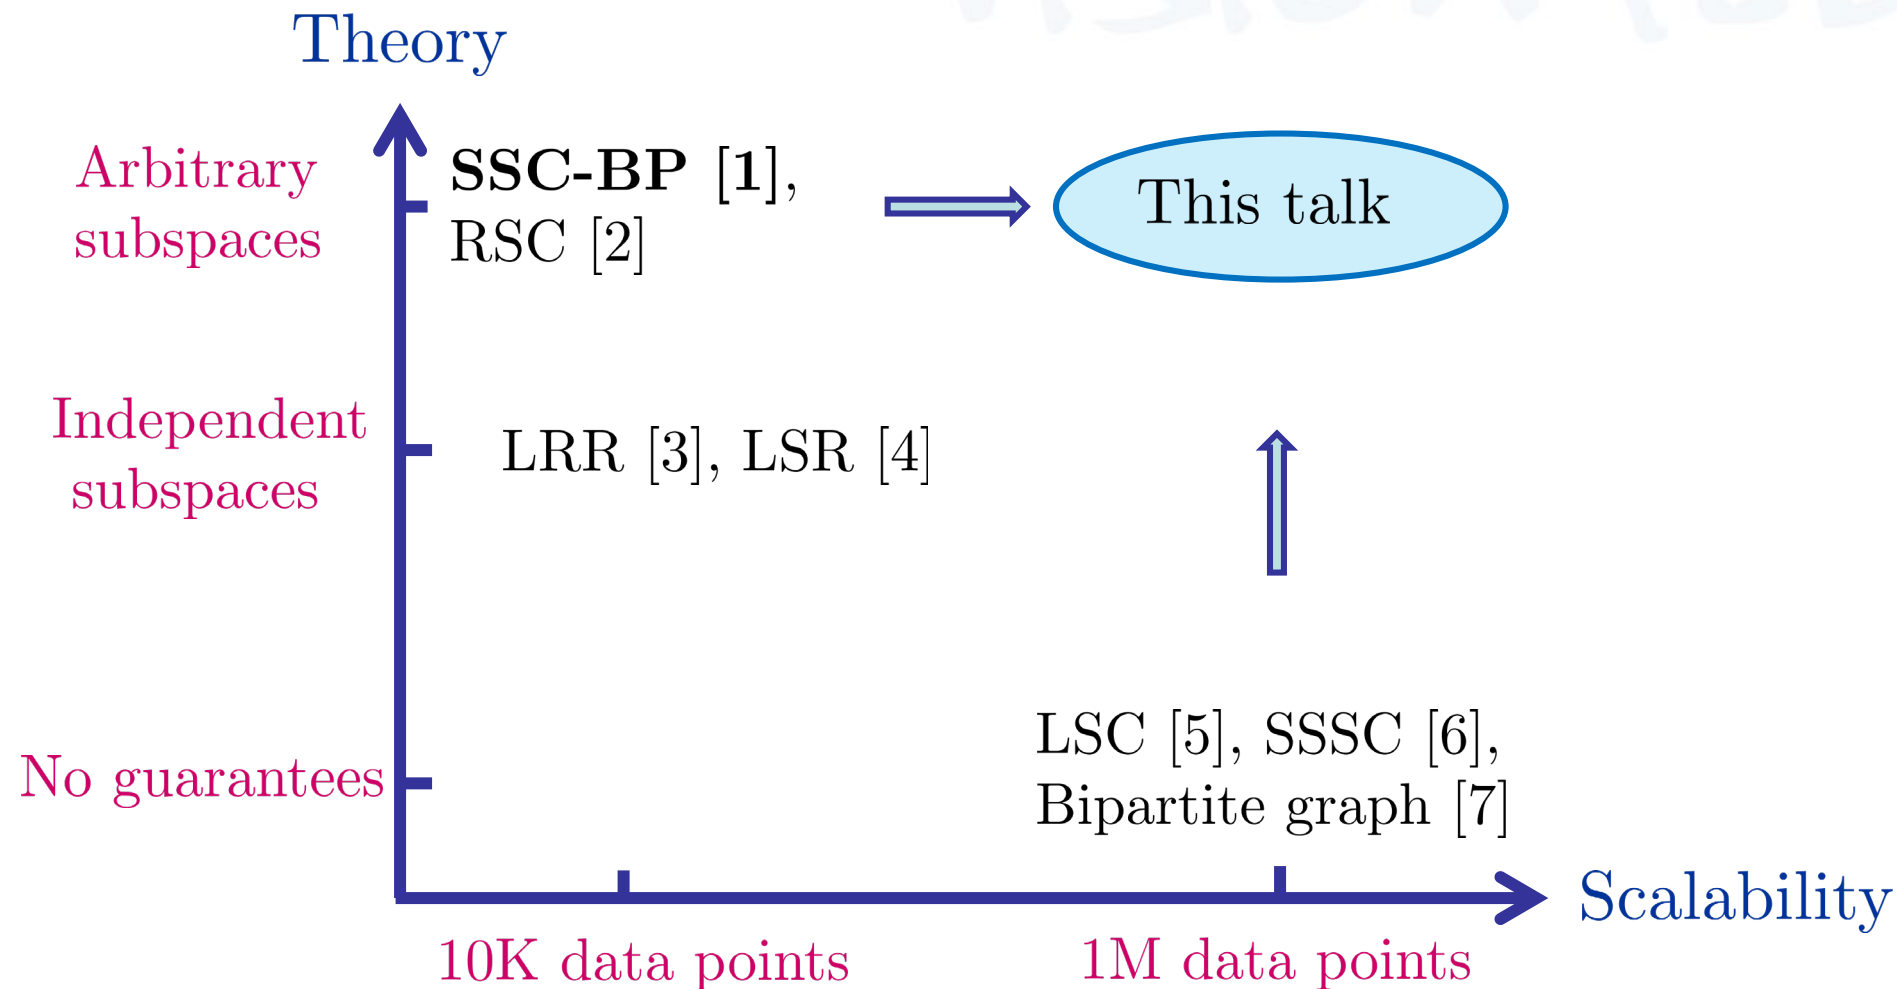 Theory
Arbitrary
subspaces
SSC-BP [1],
RSC [2]
This talk
Independent
subspaces
LRR [3], LSR [4]
No guarantees
LSC [5], SSSC [6],
Bipartite graph [7]
Scalability
10K data points
1M data points